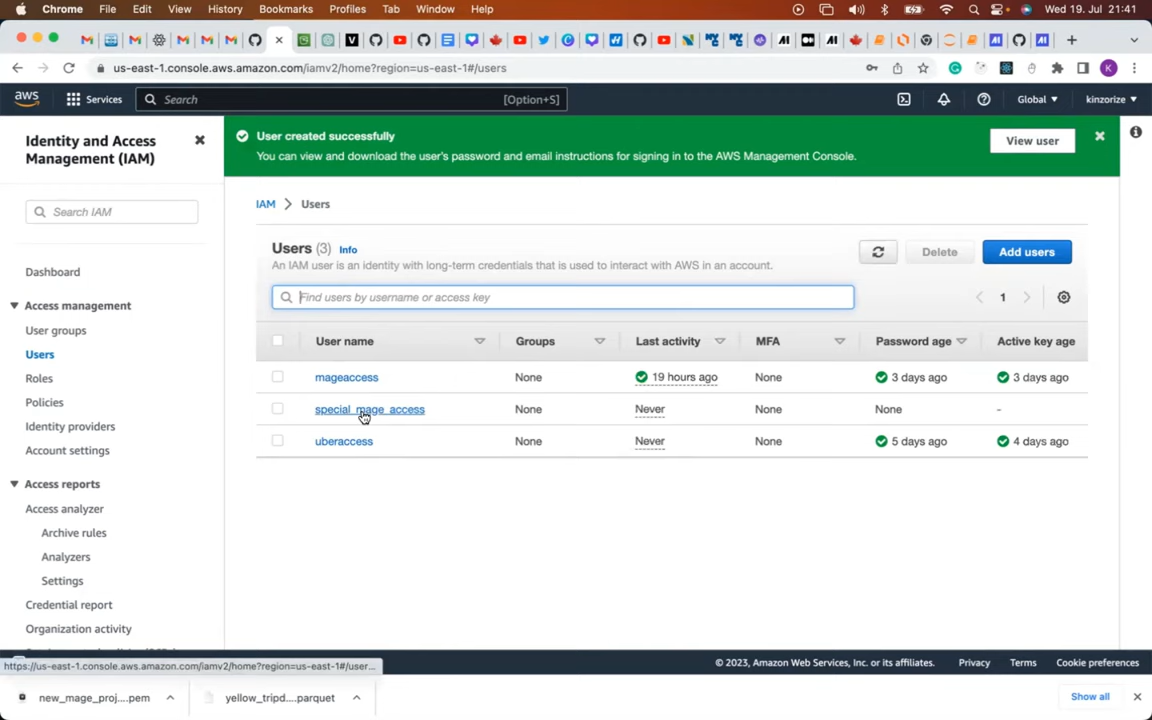 Chrome File Edit View History Bookmarks Profiles Tab Window Help Wed 19. Jul 21:41
us-east-1.console.aws.amazon.com/iamv2/home?region=us-east-1#/users
K
aws Services Search [Option+S] Global kinzorize
Identity and Access Management (IAM)
Search IAM
Dashboard
Access management
User groups
Users
Roles
Policies
Identity providers
Account settings
Access reports
Access analyzer
Archive rules
Analyzers
Settings
Credential report
Organization activity
User created successfully
You can view and download the user's password and email instructions for signing in to the AWS Management Console.
View user
IAM > Users
Users (3) Info
An IAM user is an identity with long-term credentials that is used to interact with AWS in an account.
Delete
Add users
Find users by username or access key
1
User name Groups Last activity MFA Password age Active key age
mageaccess None 19 hours ago None 3 days ago 3 days ago
special_mage_access None Never None None -
uberaccess None Never None 5 days ago 4 days ago
https://us-east-1.console.aws.amazon.com/iamv2/home?region=us-east-1#/user...
© 2023, Amazon Web Services, Inc. or its affiliates. Privacy Terms Cookie preferences
new_mage_proj....pem yellow_tripd....parquet Show all